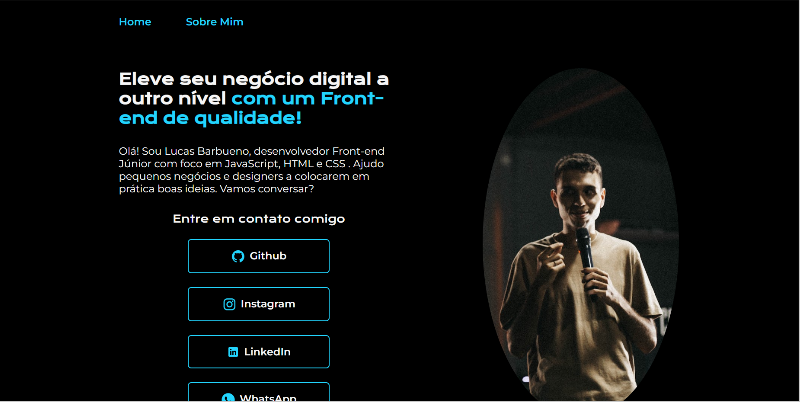 Home Sobre Mim
Eleve seu negócio digital a
outro nível com um Front-
end de qualidade!
Olá! Sou Lucas Barbueno, desenvolvedor Front-end
Júnior com foco em JavaScript, HTML e CSS . Ajudo
pequenos negócios e designers a colocarem em
prática boas ideias. Vamos conversar?
Entre em contato comigo
Github
Instagram
LinkedIn
WhatsApp